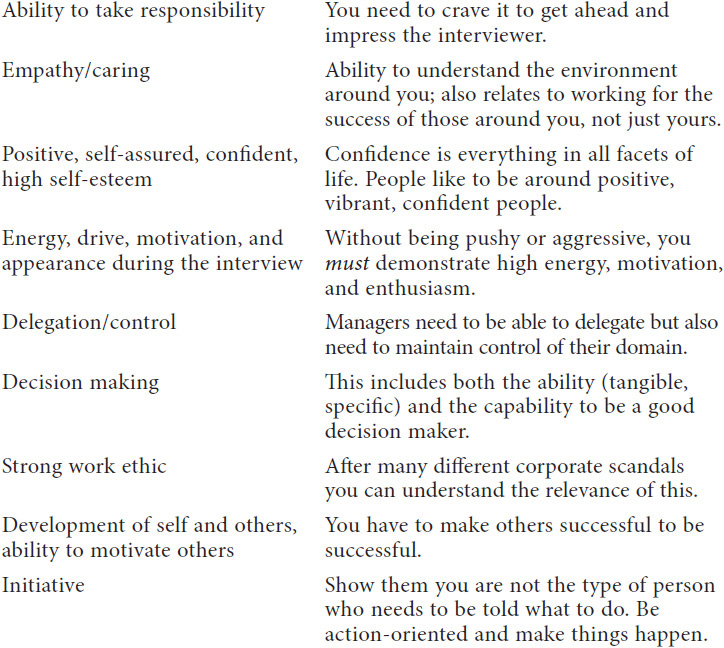 Ability to take responsibility
You need to crave it to get ahead and
impress the interviewer.
Empathy/caring
Ability to understand the environment
around you; also relates to working for the
success of those around you, not just yours.
Positive, self-assured, confident,
high self-esteem
Confidence is everything in all facets of
life. People like to be around positive,
vibrant, confident people.
Energy, drive, motivation, and
appearance during the interview
Without being pushy or aggressive, you
must demonstrate high energy, motivation,
and enthusiasm.
Delegation/control
Managers need to be able to delegate but also
need to maintain control of their domain.
Decision making
This includes both the ability (tangible,
specific) and the capability to be a good
decision maker.
Strong work ethic
After many different corporate scandals
you can understand the relevance of this.
Development of self and others,
ability to motivate others
You have to make others successful to be
successful.
Initiative
Show them you are not the type of person
who needs to be told what to do. Be
action-oriented and make things happen.